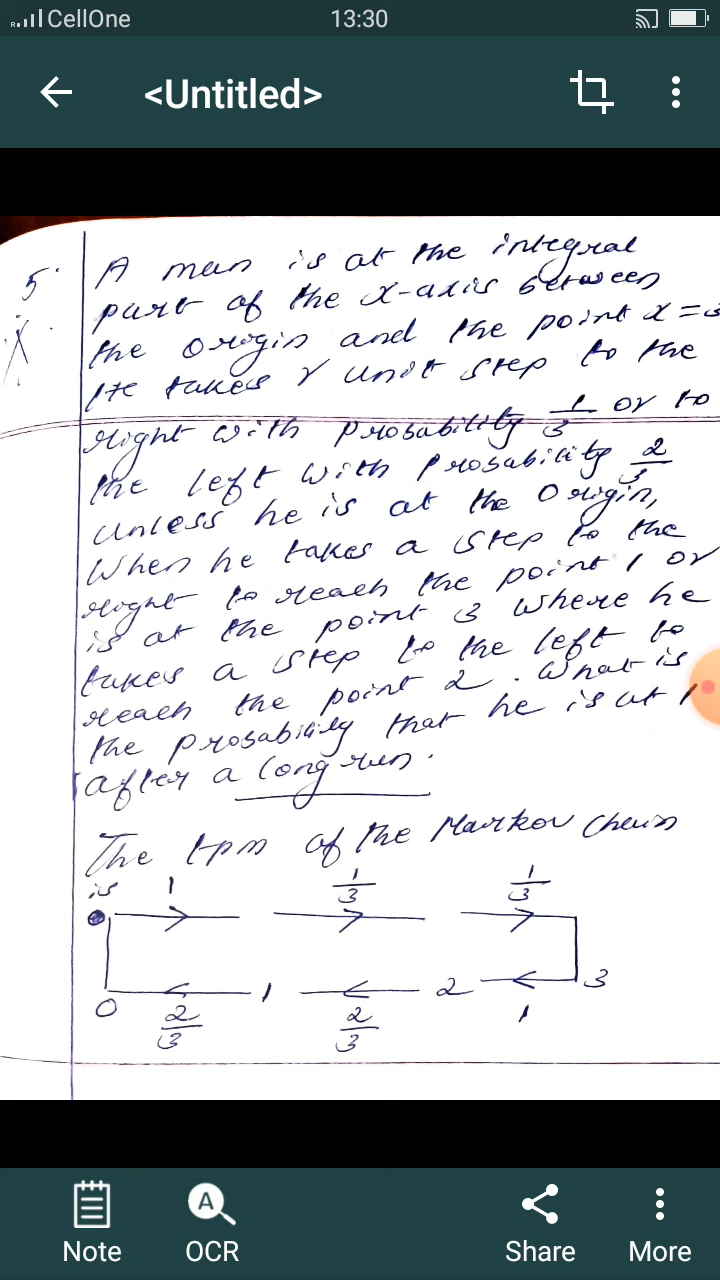 CellOne
13:30
<Untitled>
5. A man is at the integral
part of the x-axis between
the origin and the point x=3
He takes r unit step to the
right with probability 1/3 or to
the left with probability 2/3
unless he is at the origin,
When he takes a step to the
right to reach the point 1 or
is at the point 3 where he
takes a step to the left to
reach the point 2. What is
the probability that he is at 1
after a long run.
The tpm of the Markov chain
is
1 1/3 1/3
0 1 2 3
2/3 2/3 1
Note OCR Share More